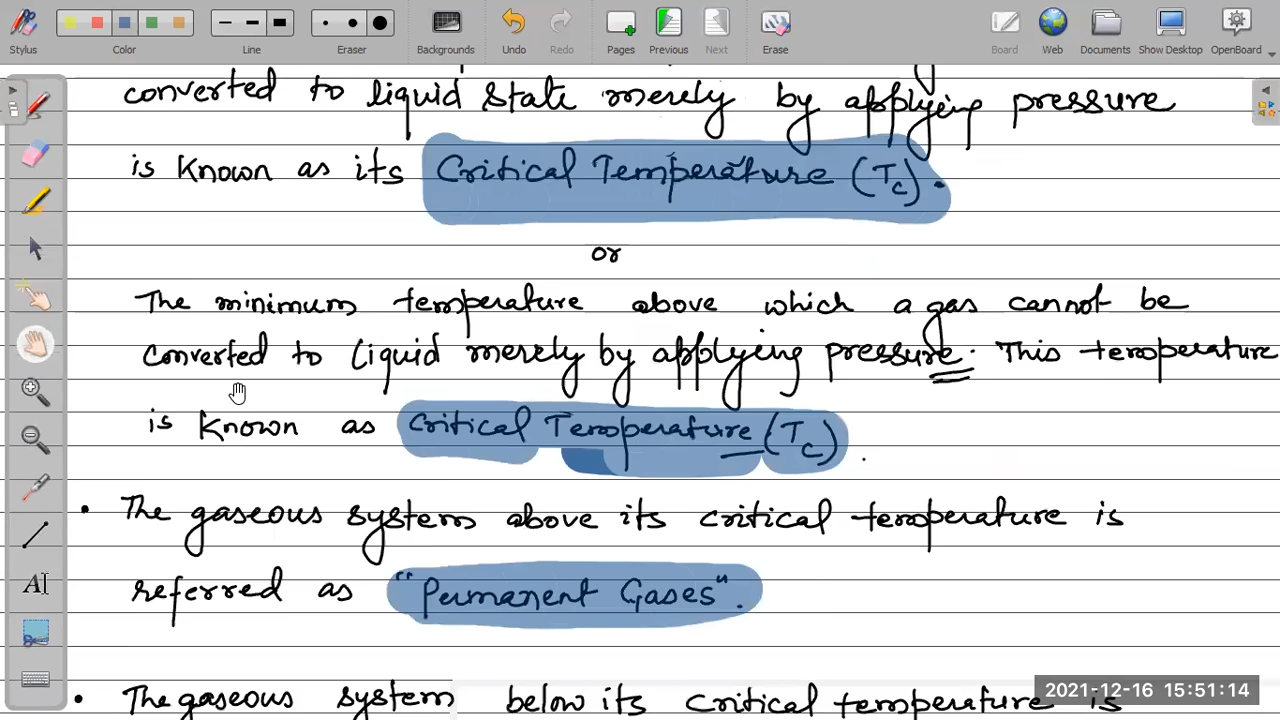 Stylus
Color
Line
Eraser
Backgrounds
Undo
Redo
Pages
Previous
Next
Erase
Board
Web
Documents
Show Desktop
OpenBoard
converted to liquid state merely by applying pressure
is known as its Critical Temperature (Tc).
or
The minimum temperature above which a gas cannot be
converted to liquid merely by applying pressure. This temperature
is known as Critical Temperature (Tc).
• The gaseous system above its critical temperature is
referred as "Permanent Gases".
• The gaseous system below its critical temperature is
2021-12-16 15:51:14